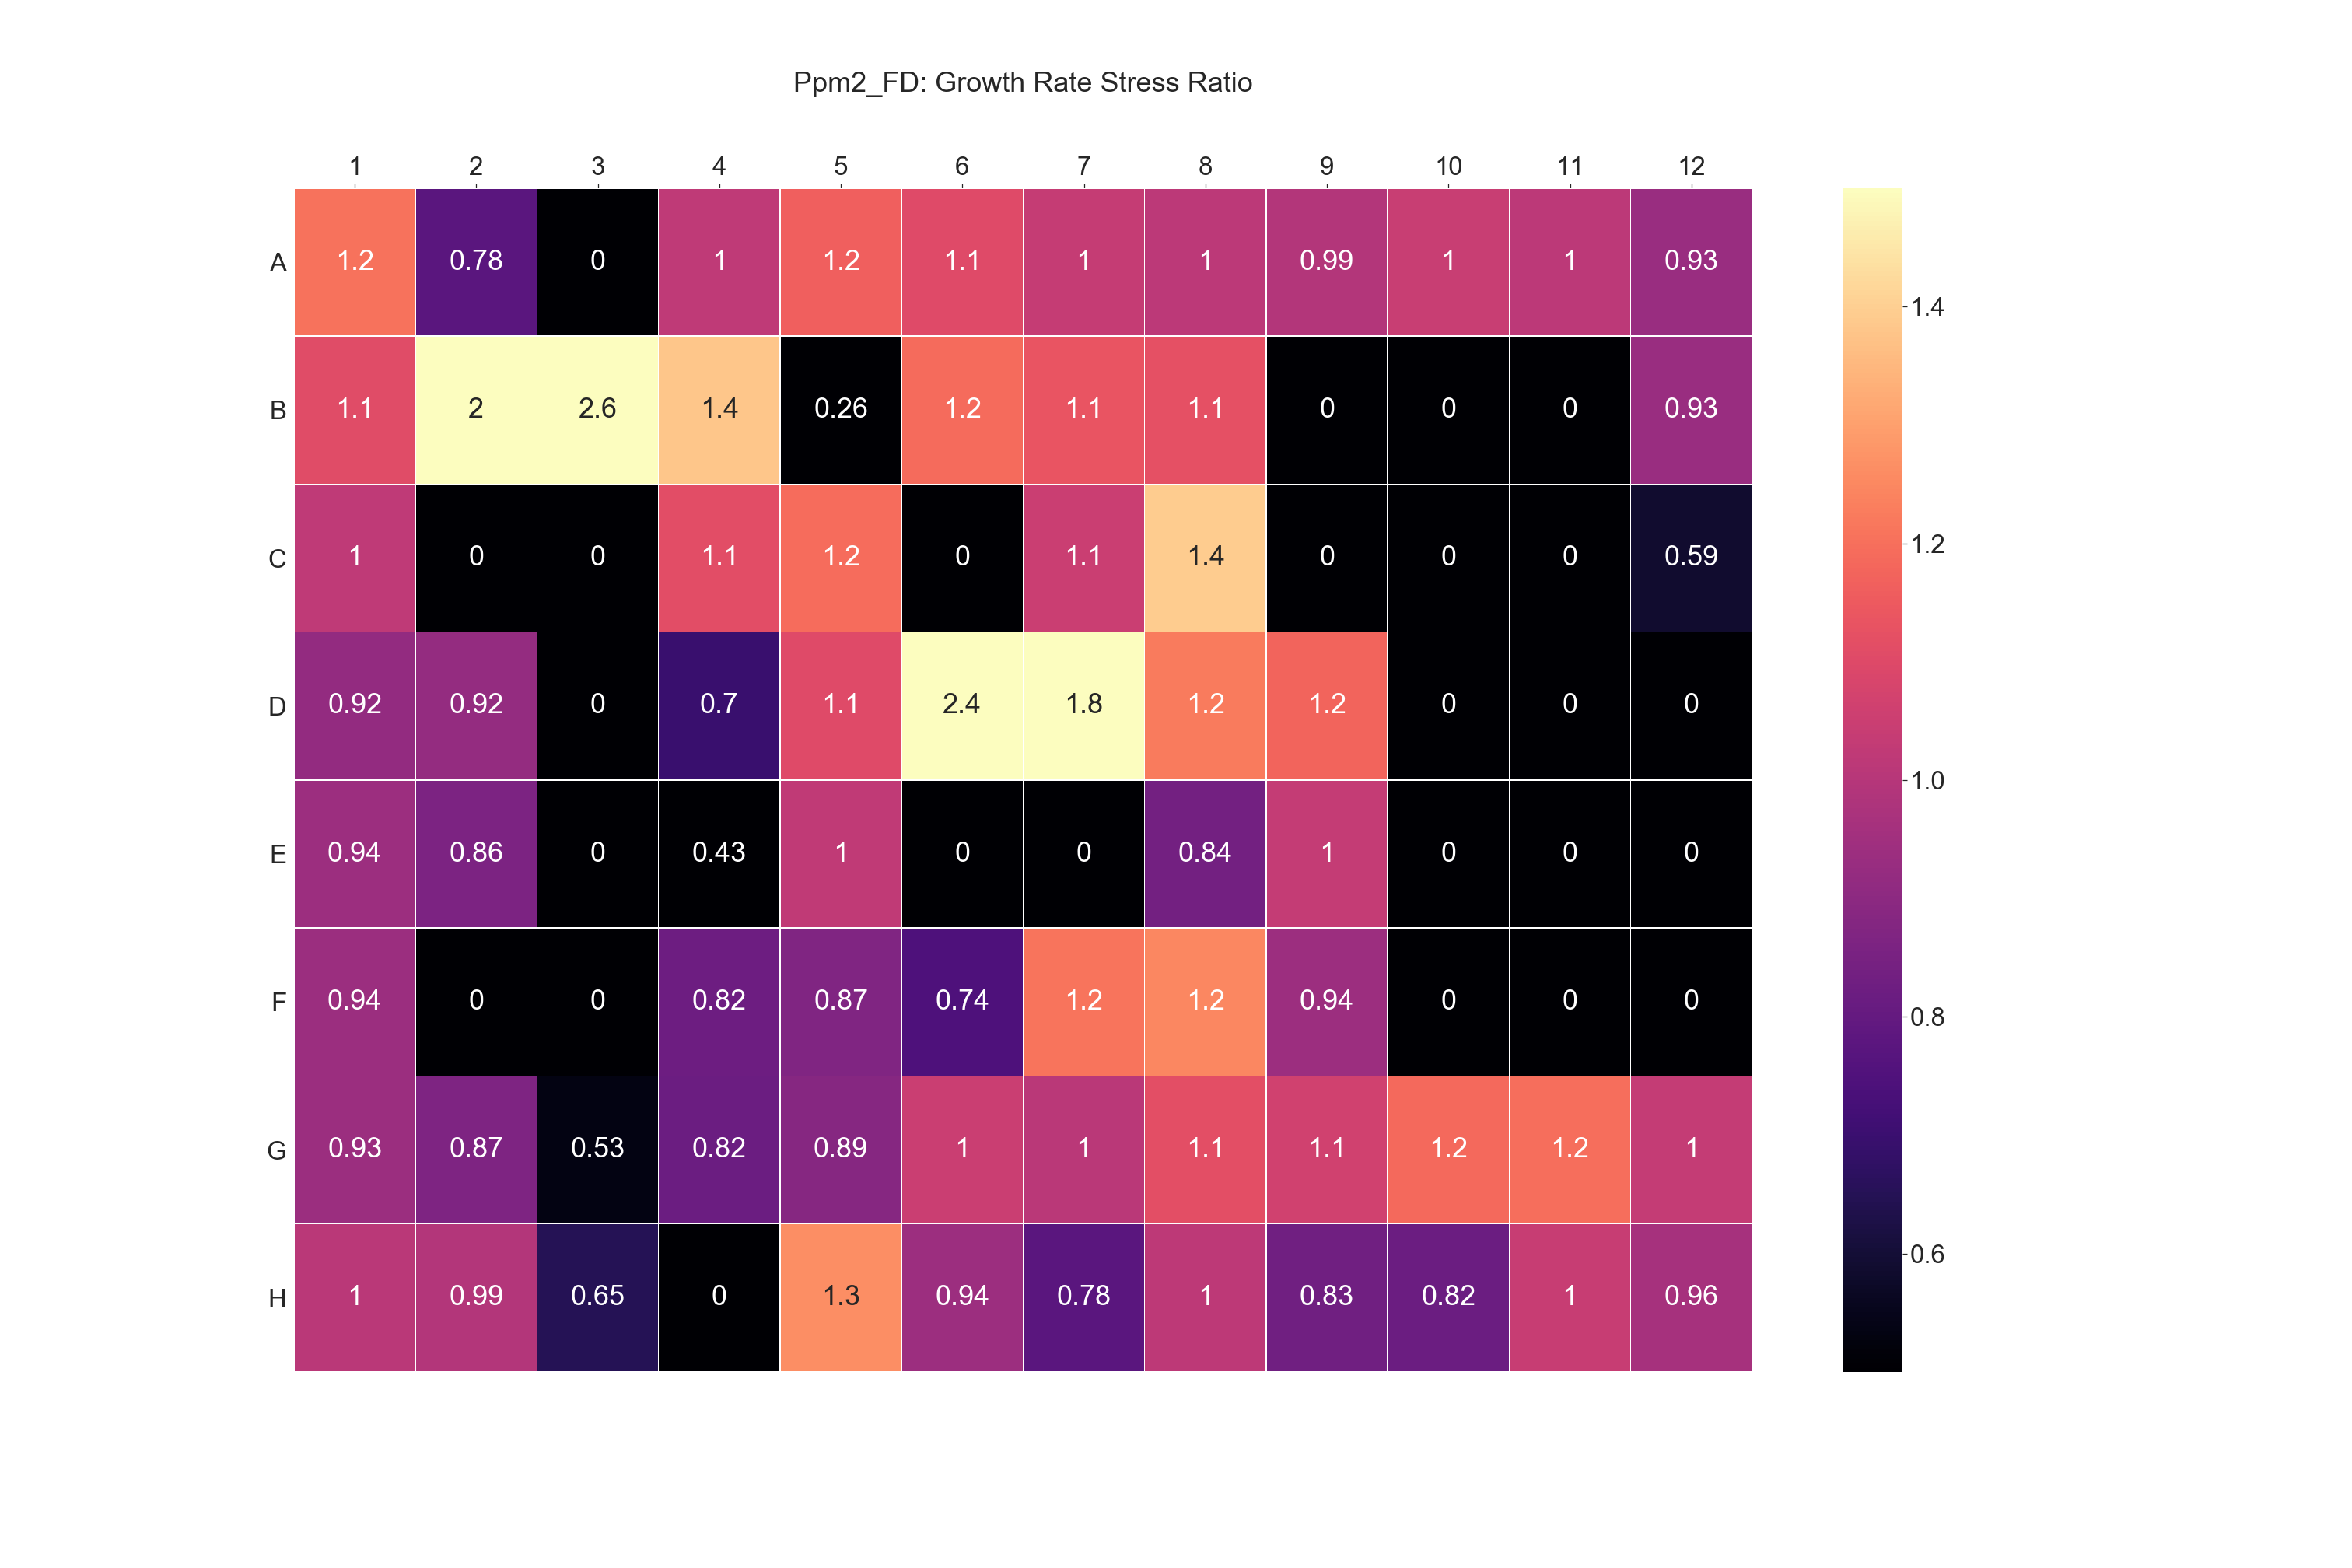 Ppm2_FD: Growth Rate Stress Ratio
1 2 3 4 5 6 7 8 9 10 11 12
A 1.2 0.78 0 1 1.2 1.1 1 1 0.99 1 1 0.93
1.4
B 1.1 2 2.6 1.4 0.26 1.2 1.1 1.1 0 0 0 0.93
1.2
C 1 0 0 1.1 1.2 0 1.1 1.4 0 0 0 0.59
D 0.92 0.92 0 0.7 1.1 2.4 1.8 1.2 1.2 0 0 0
1.0
E 0.94 0.86 0 0.43 1 0 0 0.84 1 0 0 0
F 0.94 0 0 0.82 0.87 0.74 1.2 1.2 0.94 0 0 0
0.8
G 0.93 0.87 0.53 0.82 0.89 1 1 1.1 1.1 1.2 1.2 1
0.6
H 1 0.99 0.65 0 1.3 0.94 0.78 1 0.83 0.82 1 0.96